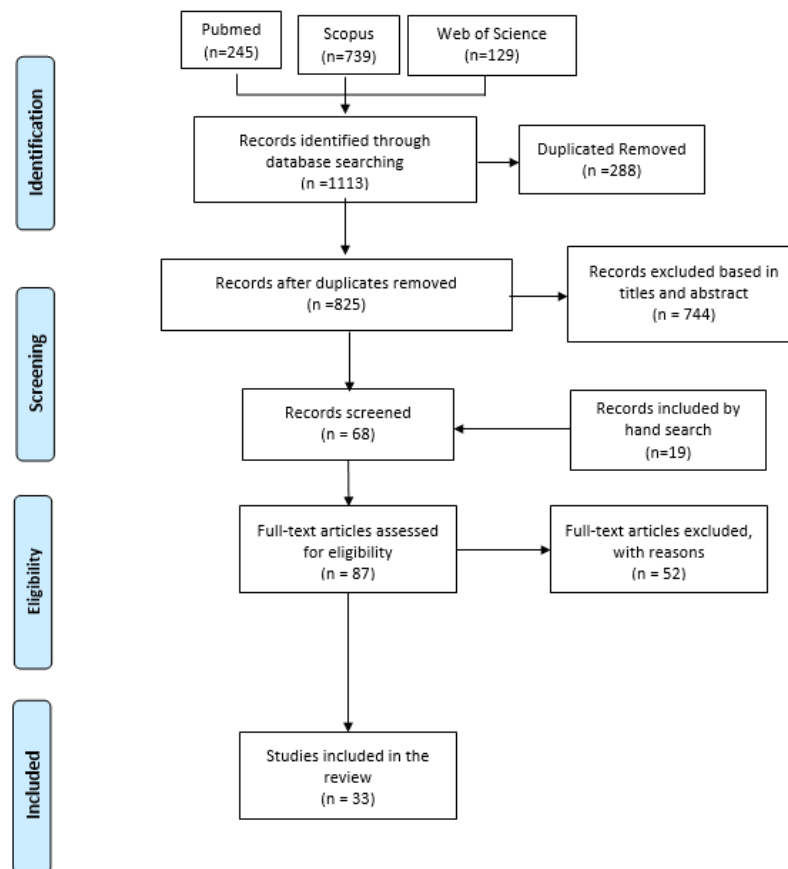 Pubmed
(n=245)
Scopus
(n=739)
Web of Science
(n=129)
Identification
Records identified through
database searching
(n =1113)
Duplicated Removed
(n =288)
Records after duplicates removed
(n =825)
Records excluded based in
titles and abstract
(n = 744)
Screening
Records screened
(n = 68)
Records included by
hand search
(n=19)
Eligibility
Full-text articles assessed
for eligibility
(n = 87)
Full-text articles excluded,
with reasons
(n = 52)
Included
Studies included in the
review
(n = 33)